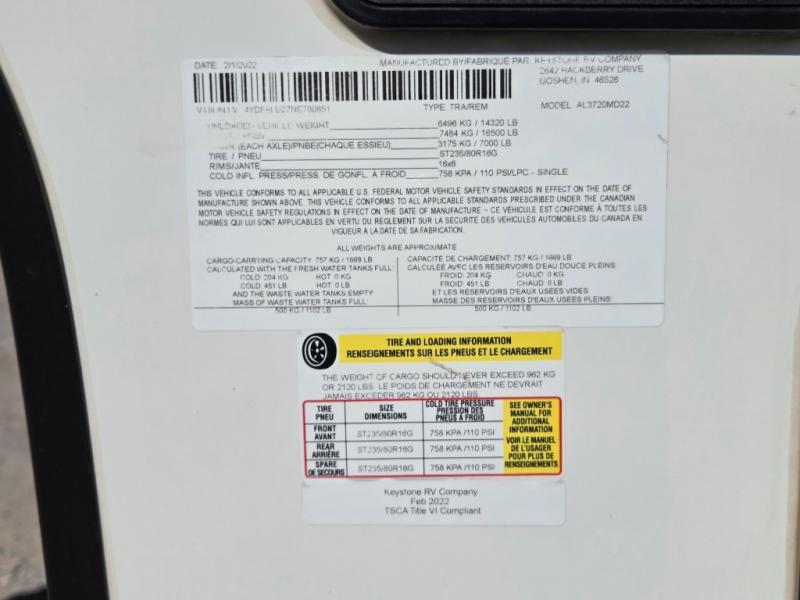 DATE 2/1/2022
MANUFACTURED BY/FABRIQUÉ PAR KEYSTONE RV COMPANY
2642 HACKBERRY DRIVE
GOSHEN, IN 46526
TYPE TRA/REM MODEL AL3720MD22
UNLOADED VEHICLE WEIGHT 6496 KG / 14320 LB
7484 KG / 16500 LB
(EACH AXLE)/PNBE(CHAQUE ESSIEU) 3175 KG / 7000 LB
TIRE / PNEU ST235/80R16G
RIMS/JANTE 16x6
COLD INFL. PRESS/PRESS. DE GONFL. À FROID 758 KPA / 110 PSI/LPC - SINGLE
THIS VEHICLE CONFORMS TO ALL APPLICABLE U.S. FEDERAL MOTOR VEHICLE SAFETY STANDARDS IN EFFECT ON THE DATE OF
MANUFACTURE SHOWN ABOVE. THIS VEHICLE CONFORMS TO ALL APPLICABLE STANDARDS PRESCRIBED UNDER THE CANADIAN
MOTOR VEHICLE SAFETY REGULATIONS IN EFFECT ON THE DATE OF MANUFACTURE ~ CE VEHICULE EST CONFORME À TOUTES LES
NORMES QUI LUI SONT APPLICABLES EN VERTU DU RÈGLEMENT SUR LA SÉCURITÉ DES VÉHICULES AUTOMOBILES DU CANADA EN
VIGUEUR À LA DATE DE SA FABRICATION.
ALL WEIGHTS ARE APPROXIMATE
CARGO-CARRYING CAPACITY 757 KG / 1669 LB
CALCULATED WITH THE FRESH WATER TANKS FULL:
COLD: 204 KG HOT: 0 KG
COLD: 451 LB HOT: 0 LB
AND THE WASTE WATER TANKS EMPTY
MASS OF WASTE WATER TANKS FULL:
500 KG / 1102 LB
CAPACITE DE CHARGEMENT: 757 KG / 1669 LB
CALCULÉE AVEC LES RÉSERVOIRS D'EAU DOUCE PLEINS:
FROID: 204 KG CHAUD: 0 KG
FROID: 451 LB CHAUD: 0 LB
ET LES RÉSERVOIRS D'EAUX USÉES VIDES
MASSE DES RÉSERVOIRS D'EAUX USÉES PLEINS:
500 KG / 1102 LB
TIRE AND LOADING INFORMATION
RENSEIGNEMENTS SUR LES PNEUS ET LE CHARGEMENT
THE WEIGHT OF CARGO SHOULD NEVER EXCEED 962 KG
OR 2120 LBS. LE POIDS DE CHARGEMENT NE DEVRAIT
JAMAIS EXCÉDER 962 KG OU 2120 LBS
TIRE
PNEU
SIZE
DIMENSIONS
COLD TIRE PRESSURE
PRESSION DES
PNEUS À FROID
FRONT
AVANT
ST235/80R16G
758 KPA /110 PSI
REAR
ARRIÈRE
ST235/80R16G
758 KPA /110 PSI
SPARE
DE SECOURS
ST235/80R16G
758 KPA /110 PSI
SEE OWNER'S
MANUAL FOR
ADDITIONAL
INFORMATION
VOIR LE MANUEL
DE L'USAGER
POUR PLUS DE
RENSEIGNEMENTS
Keystone RV Company
Feb 2022
TSCA Title VI Compliant